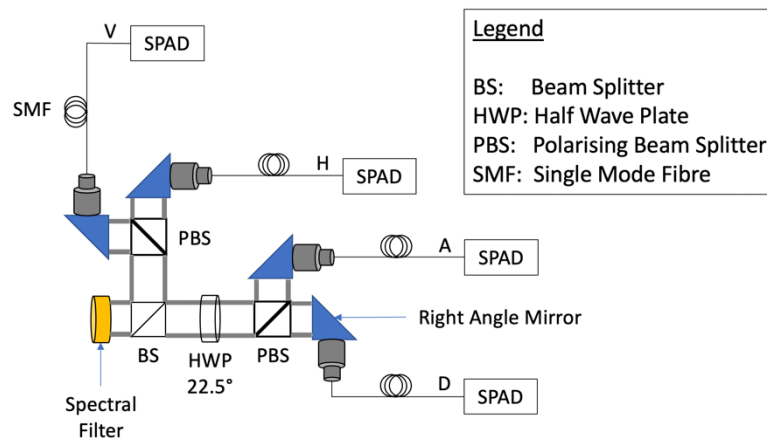 V
SPAD
Legend
BS: Beam Splitter
HWP: Half Wave Plate
PBS: Polarising Beam Splitter
SMF: Single Mode Fibre
SMF
H
SPAD
PBS
A
SPAD
Right Angle Mirror
BS
HWP
22.5°
PBS
D
SPAD
Spectral
Filter